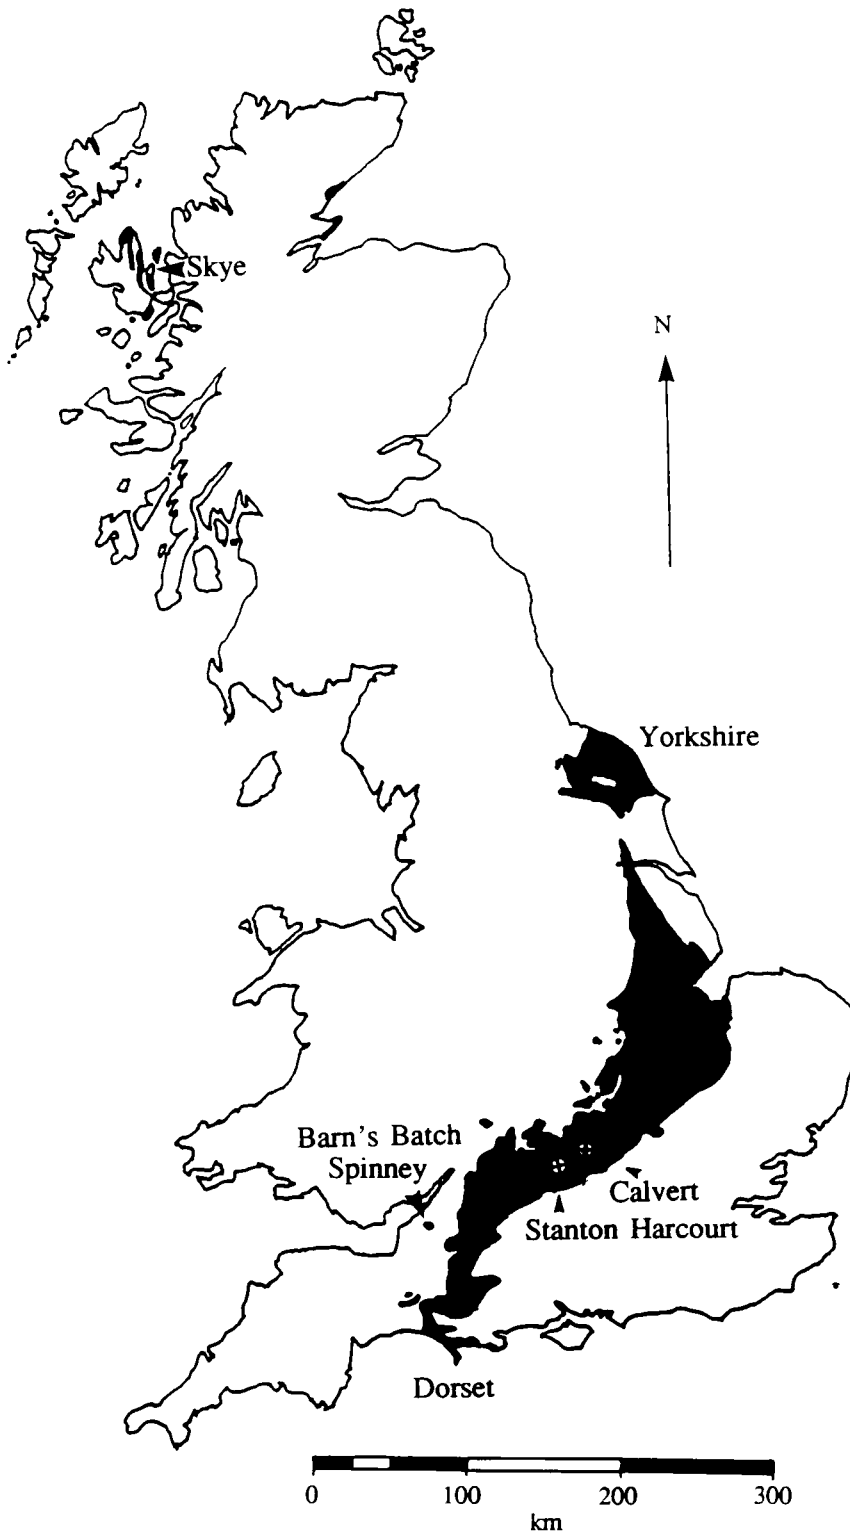 Skye
N
Yorkshire
Barn's Batch
Spinney
Calvert
Stanton Harcourt
Dorset
0 100 200 300
km